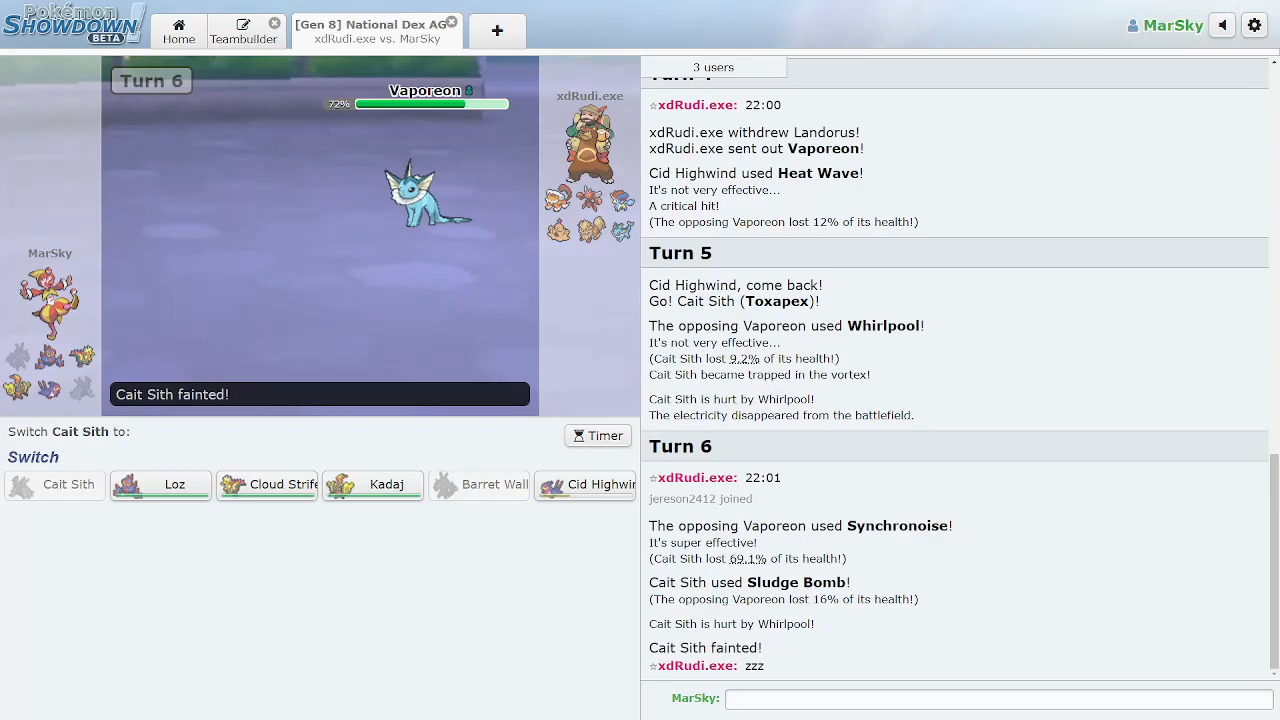 Pokémon
SHOWDOWN!
BETA
Home
Teambuilder
[Gen 8] National Dex AG
xdRudi.exe vs. MarSky
+
MarSky
Turn 6
Vaporeon
72%
xdRudi.exe
MarSky
Cait Sith fainted!
Switch Cait Sith to:
Timer
Switch
Cait Sith
Loz
Cloud Strife
Kadaj
Barret Wall
Cid Highwin
3 users
☆xdRudi.exe: 22:00
xdRudi.exe withdrew Landorus!
xdRudi.exe sent out Vaporeon!
Cid Highwind used Heat Wave!
It's not very effective...
A critical hit!
(The opposing Vaporeon lost 12% of its health!)
Turn 5
Cid Highwind, come back!
Go! Cait Sith (Toxapex)!
The opposing Vaporeon used Whirlpool!
It's not very effective...
(Cait Sith lost 9.2% of its health!)
Cait Sith became trapped in the vortex!
Cait Sith is hurt by Whirlpool!
The electricity disappeared from the battlefield.
Turn 6
☆xdRudi.exe: 22:01
jereson2412 joined
The opposing Vaporeon used Synchronoise!
It's super effective!
(Cait Sith lost 69.1% of its health!)
Cait Sith used Sludge Bomb!
(The opposing Vaporeon lost 16% of its health!)
Cait Sith is hurt by Whirlpool!
Cait Sith fainted!
☆xdRudi.exe: zzz
MarSky: